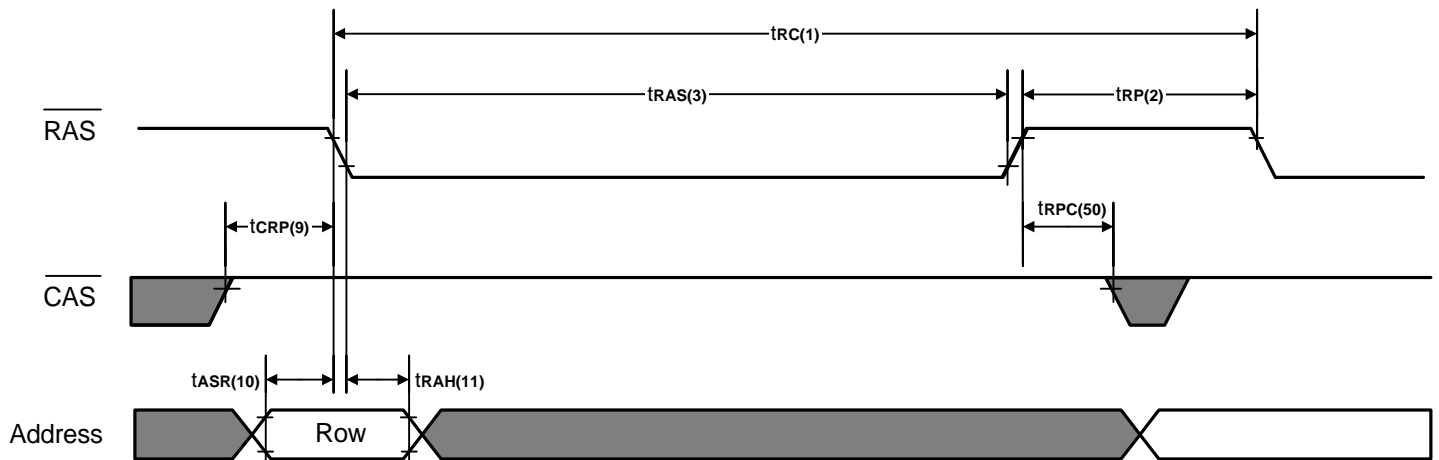 tRC(1)
tRAS(3)
tRP(2)
RAS
tCRP(9)
tRPC(50)
CAS
tASR(10)
tRAH(11)
Address
Row